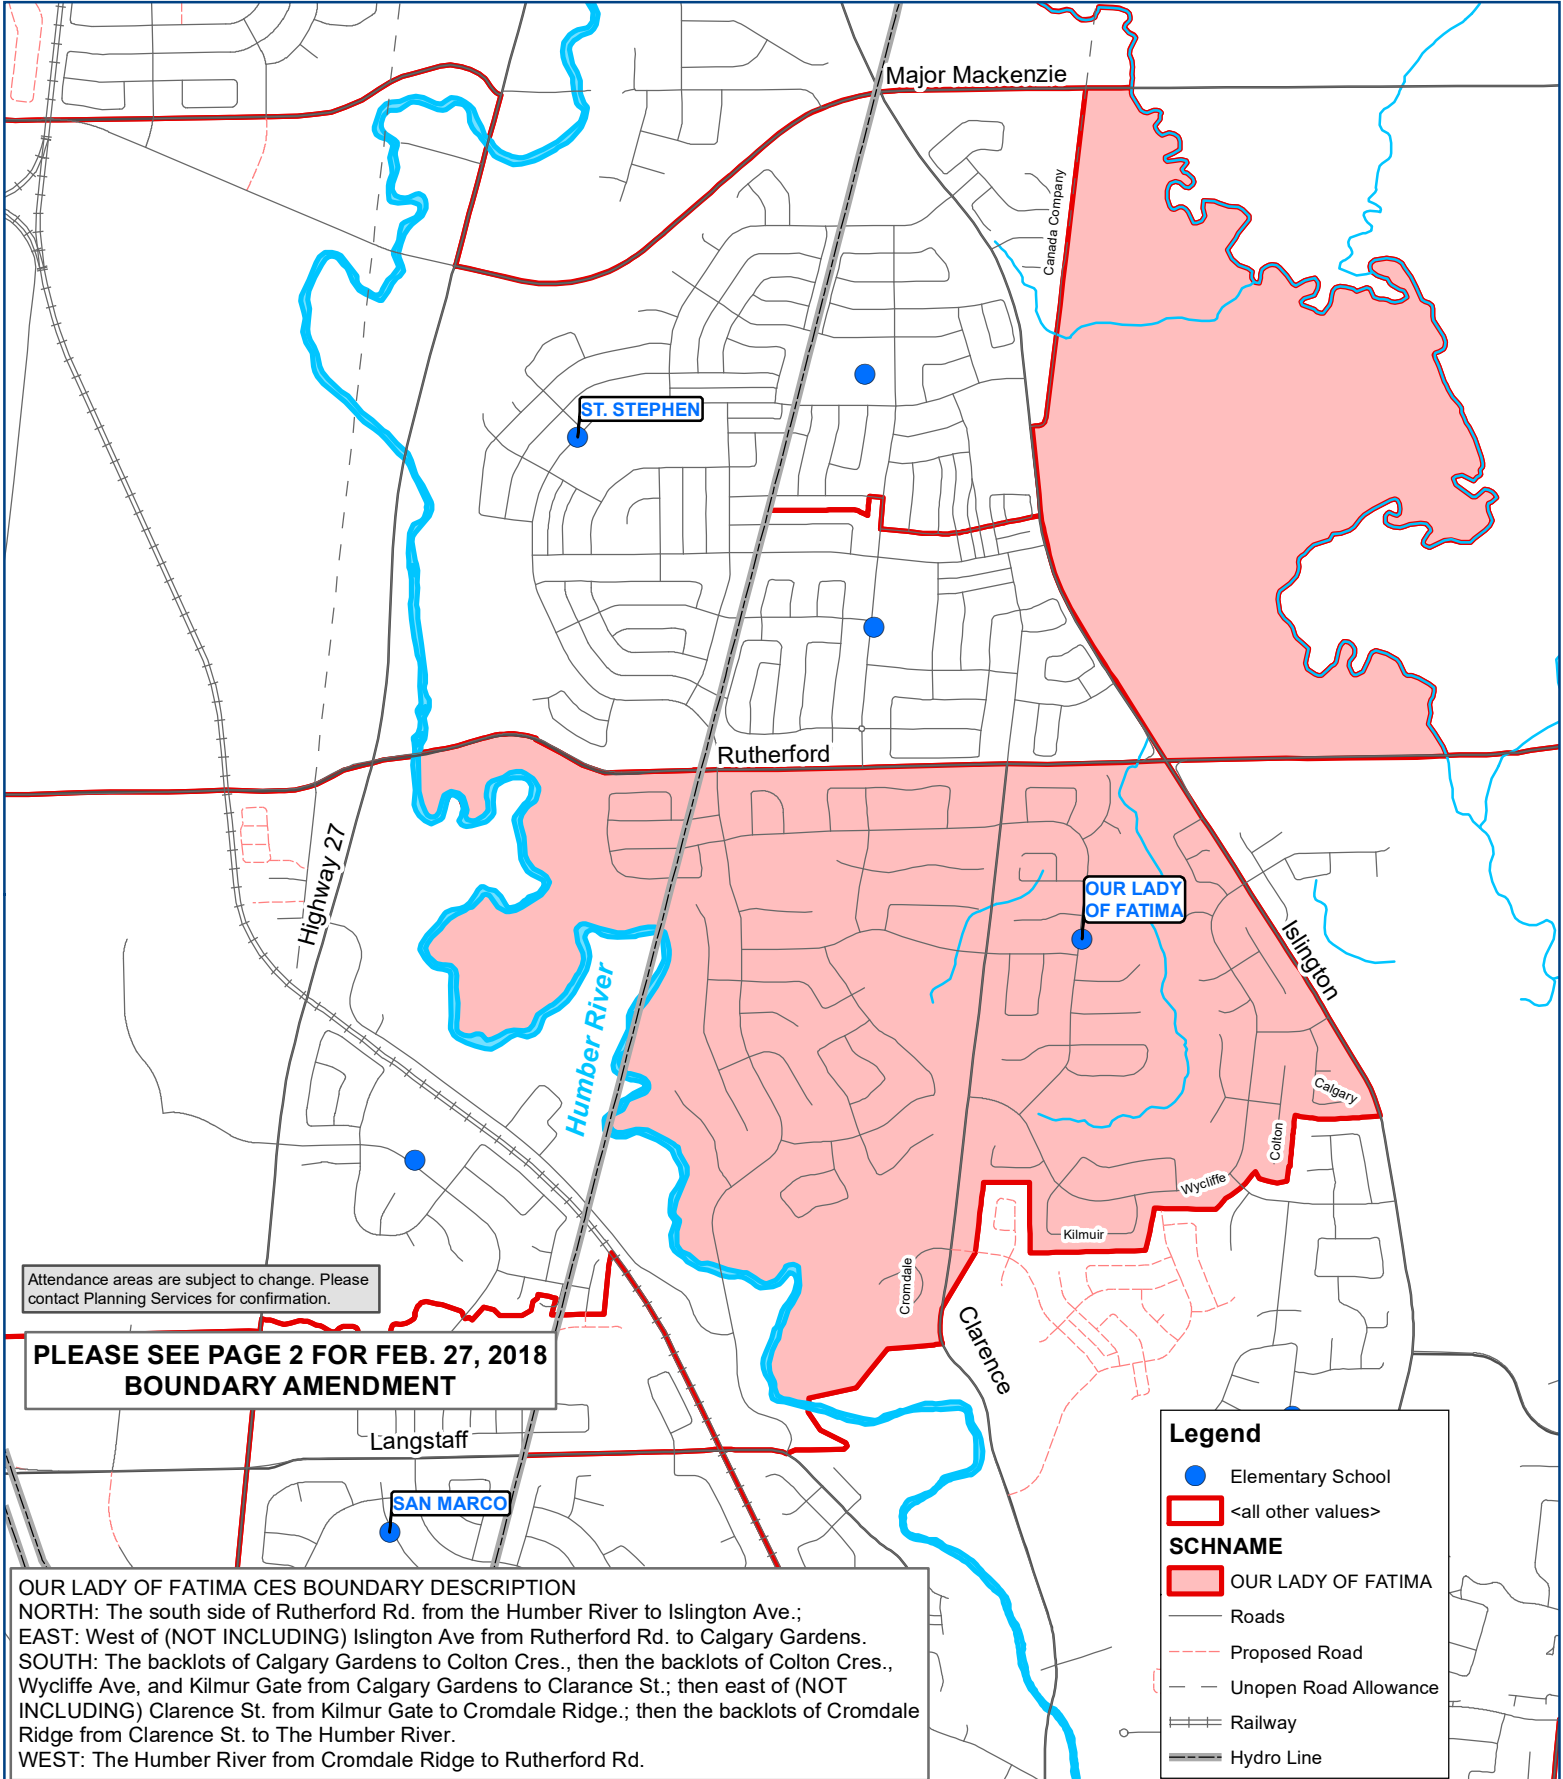 Major Mackenzie
Canada Company
ST. STEPHEN
Rutherford
Highway 27
OUR LADY
OF FATIMA
Islington
Humber River
Calgary
Colton
Wycliffe
Kilmuir
Cromdale
Clarence
Attendance areas are subject to change. Please
contact Planning Services for confirmation.
PLEASE SEE PAGE 2 FOR FEB. 27, 2018
BOUNDARY AMENDMENT
Langstaff
SAN MARCO
Legend
Elementary School
<all other values>
SCHNAME
OUR LADY OF FATIMA
Roads
Proposed Road
Unopen Road Allowance
Railway
Hydro Line
OUR LADY OF FATIMA CES BOUNDARY DESCRIPTION
NORTH: The south side of Rutherford Rd. from the Humber River to Islington Ave.;
EAST: West of (NOT INCLUDING) Islington Ave from Rutherford Rd. to Calgary Gardens.
SOUTH: The backlots of Calgary Gardens to Colton Cres., then the backlots of Colton Cres.,
Wycliffe Ave, and Kilmur Gate from Calgary Gardens to Clarance St.; then east of (NOT
INCLUDING) Clarence St. from Kilmur Gate to Cromdale Ridge.; then the backlots of Cromdale
Ridge from Clarence St. to The Humber River.
WEST: The Humber River from Cromdale Ridge to Rutherford Rd.